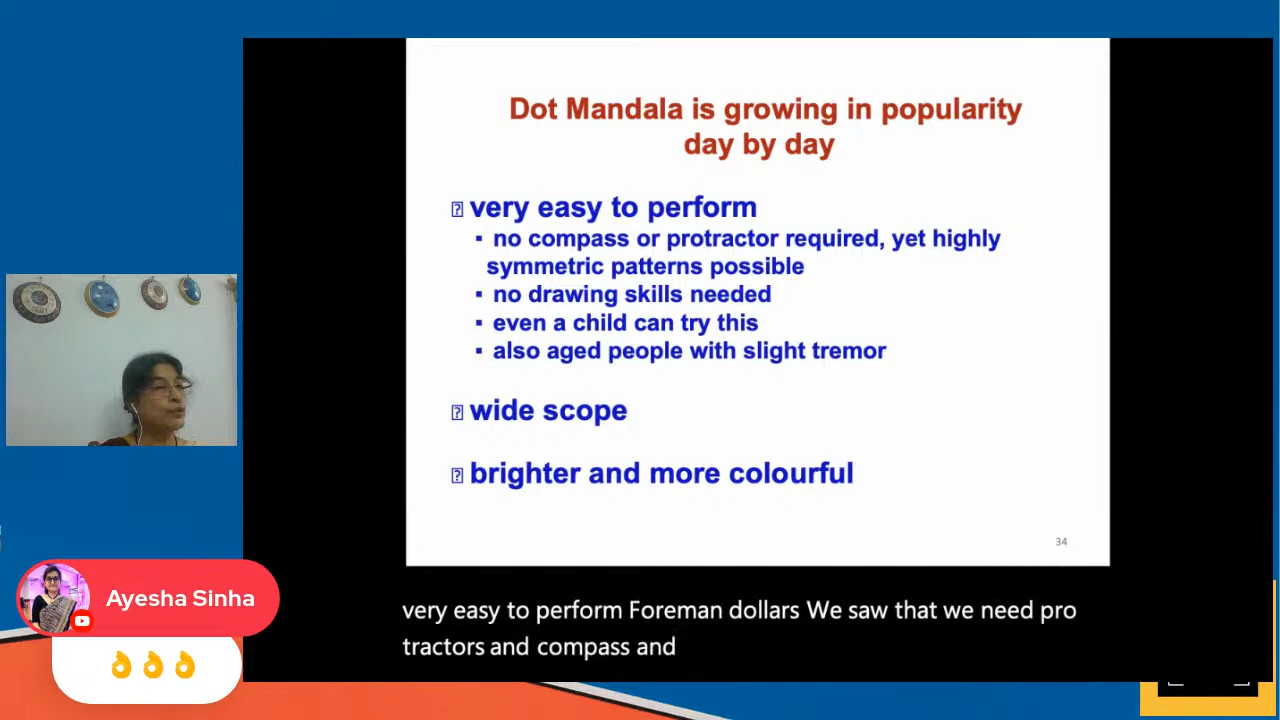 Dot Mandala is growing in popularity
day by day
very easy to perform
▪ no compass or protractor required, yet highly
symmetric patterns possible
▪ no drawing skills needed
▪ even a child can try this
▪ also aged people with slight tremor
wide scope
brighter and more colourful
34
Ayesha Sinha
👌👌👌
very easy to perform Foreman dollars We saw that we need pro
tractors and compass and